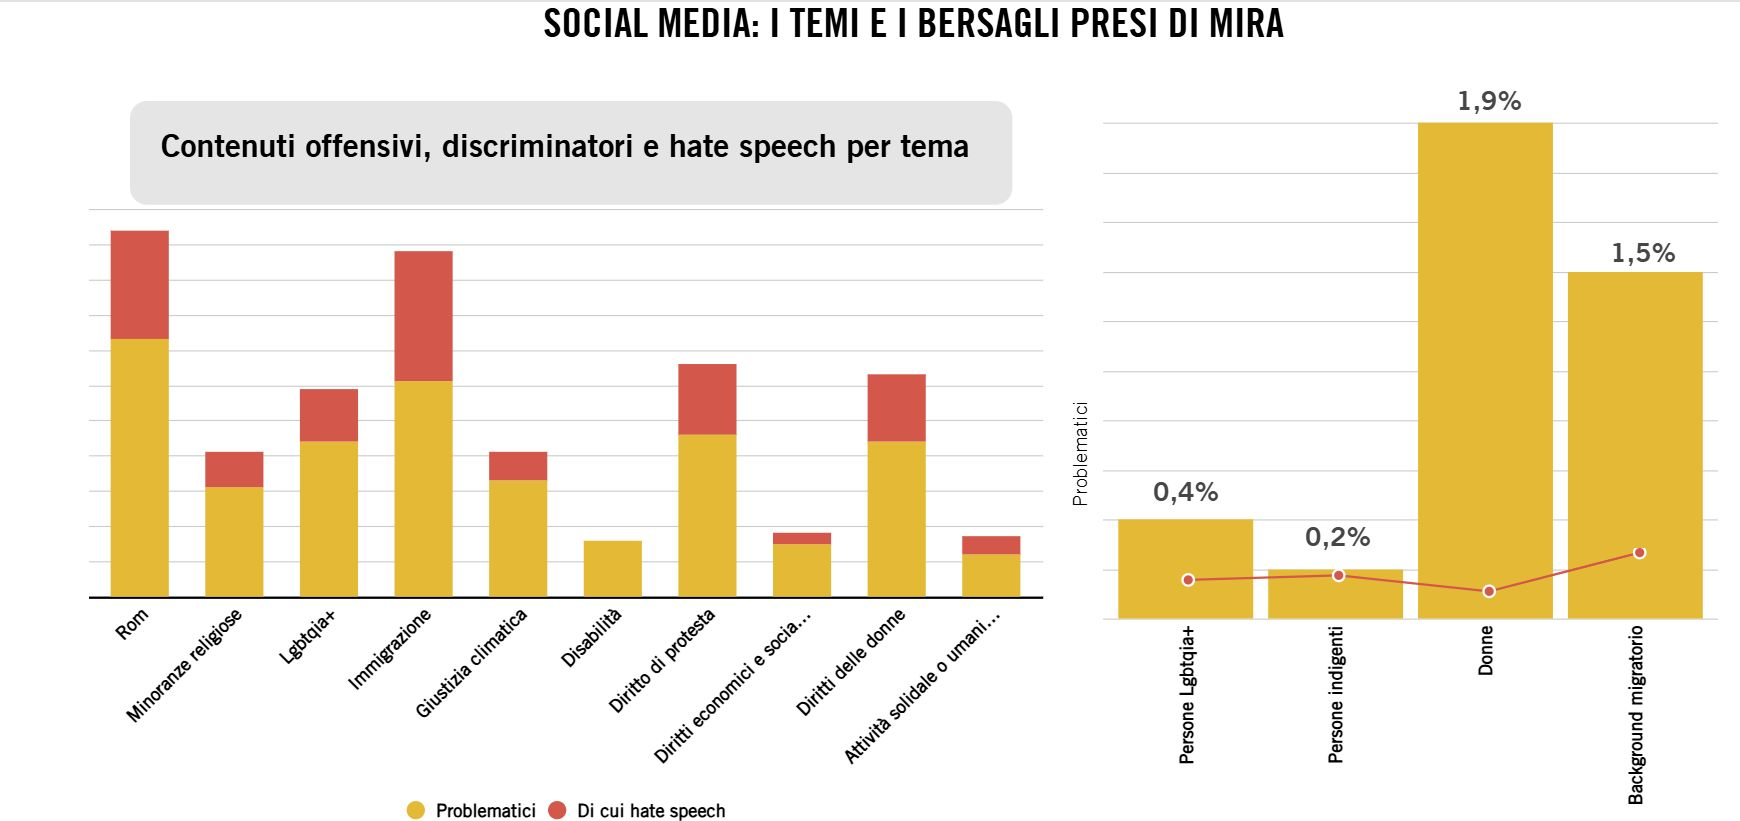 SOCIAL MEDIA: I TEMI E I BERSAGLI PRESI DI MIRA
Contenuti offensivi, discriminatori e hate speech per tema
Rom
Minoranze religiose
Lgbtqia+
Immigrazione
Giustizia climatica
Disabilità
Diritto di protesta
Diritti economici e socia...
Diritti delle donne
Attività solidale o umani...
Problematici
Di cui hate speech
Problematici
0,4%
0,2%
1,9%
1,5%
Persone Lgbtqia+
Persone indigenti
Donne
Background migratorio